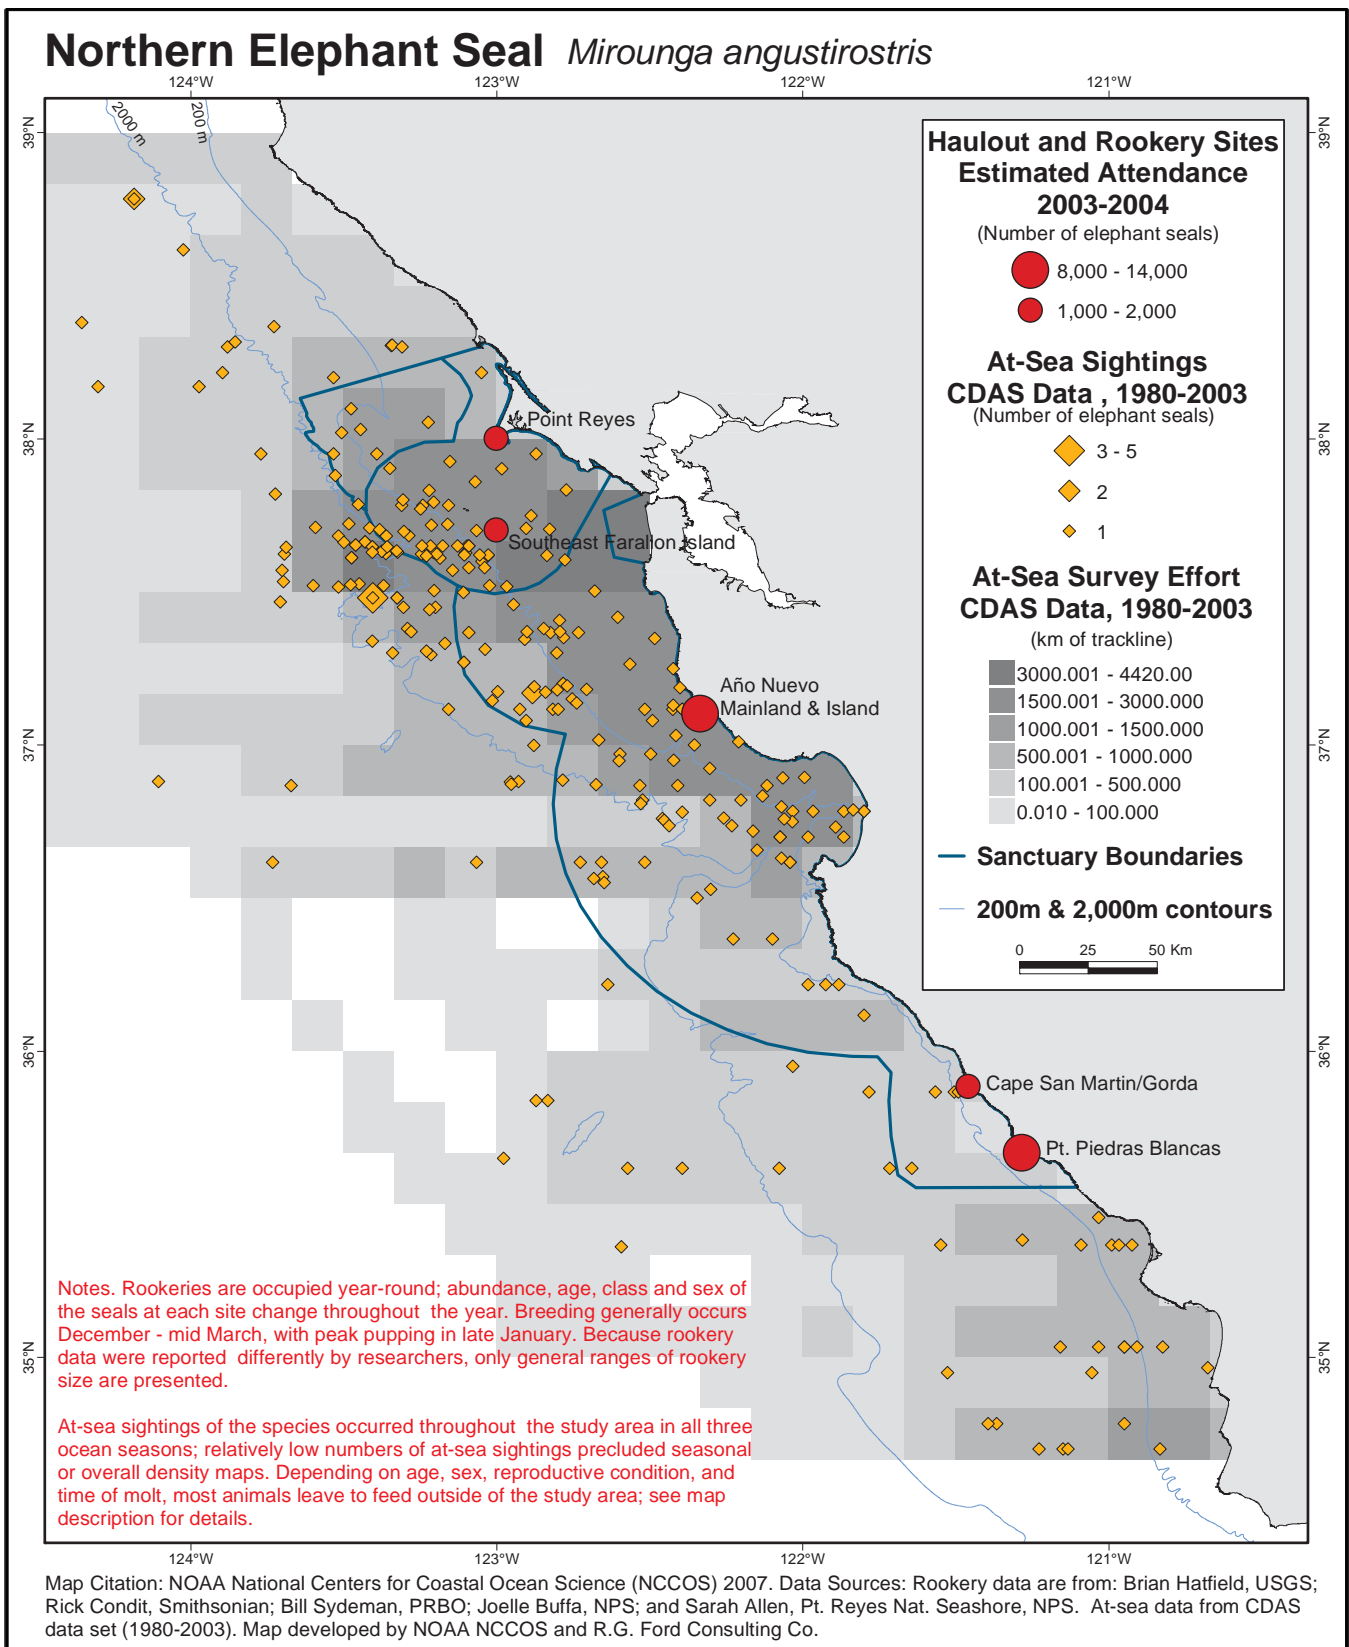 Northern Elephant Seal Mirounga angustirostris
124°W 123°W 122°W 121°W
2000 m
200 m
39°N
39°N
38°N
38°N
37°N
37°N
36°N
36°N
35°N
35°N
Haulout and Rookery Sites
Estimated Attendance
2003-2004
(Number of elephant seals)
8,000 - 14,000
1,000 - 2,000
At-Sea Sightings
CDAS Data , 1980-2003
(Number of elephant seals)
3 - 5
2
1
At-Sea Survey Effort
CDAS Data, 1980-2003
(km of trackline)
3000.001 - 4420.00
1500.001 - 3000.000
1000.001 - 1500.000
500.001 - 1000.000
100.001 - 500.000
0.010 - 100.000
Sanctuary Boundaries
200m & 2,000m contours
0 25 50 Km
Point Reyes
Southeast Farallon Island
Año Nuevo
Mainland & Island
Cape San Martin/Gorda
Pt. Piedras Blancas
Notes. Rookeries are occupied year-round; abundance, age, class and sex of
the seals at each site change throughout the year. Breeding generally occurs
December - mid March, with peak pupping in late January. Because rookery
data were reported differently by researchers, only general ranges of rookery
size are presented.
At-sea sightings of the species occurred throughout the study area in all three
ocean seasons; relatively low numbers of at-sea sightings precluded seasonal
or overall density maps. Depending on age, sex, reproductive condition, and
time of molt, most animals leave to feed outside of the study area; see map
description for details.
124°W 123°W 122°W 121°W
Map Citation: NOAA National Centers for Coastal Ocean Science (NCCOS) 2007. Data Sources: Rookery data are from: Brian Hatfield, USGS;
Rick Condit, Smithsonian; Bill Sydeman, PRBO; Joelle Buffa, NPS; and Sarah Allen, Pt. Reyes Nat. Seashore, NPS. At-sea data from CDAS
data set (1980-2003). Map developed by NOAA NCCOS and R.G. Ford Consulting Co.